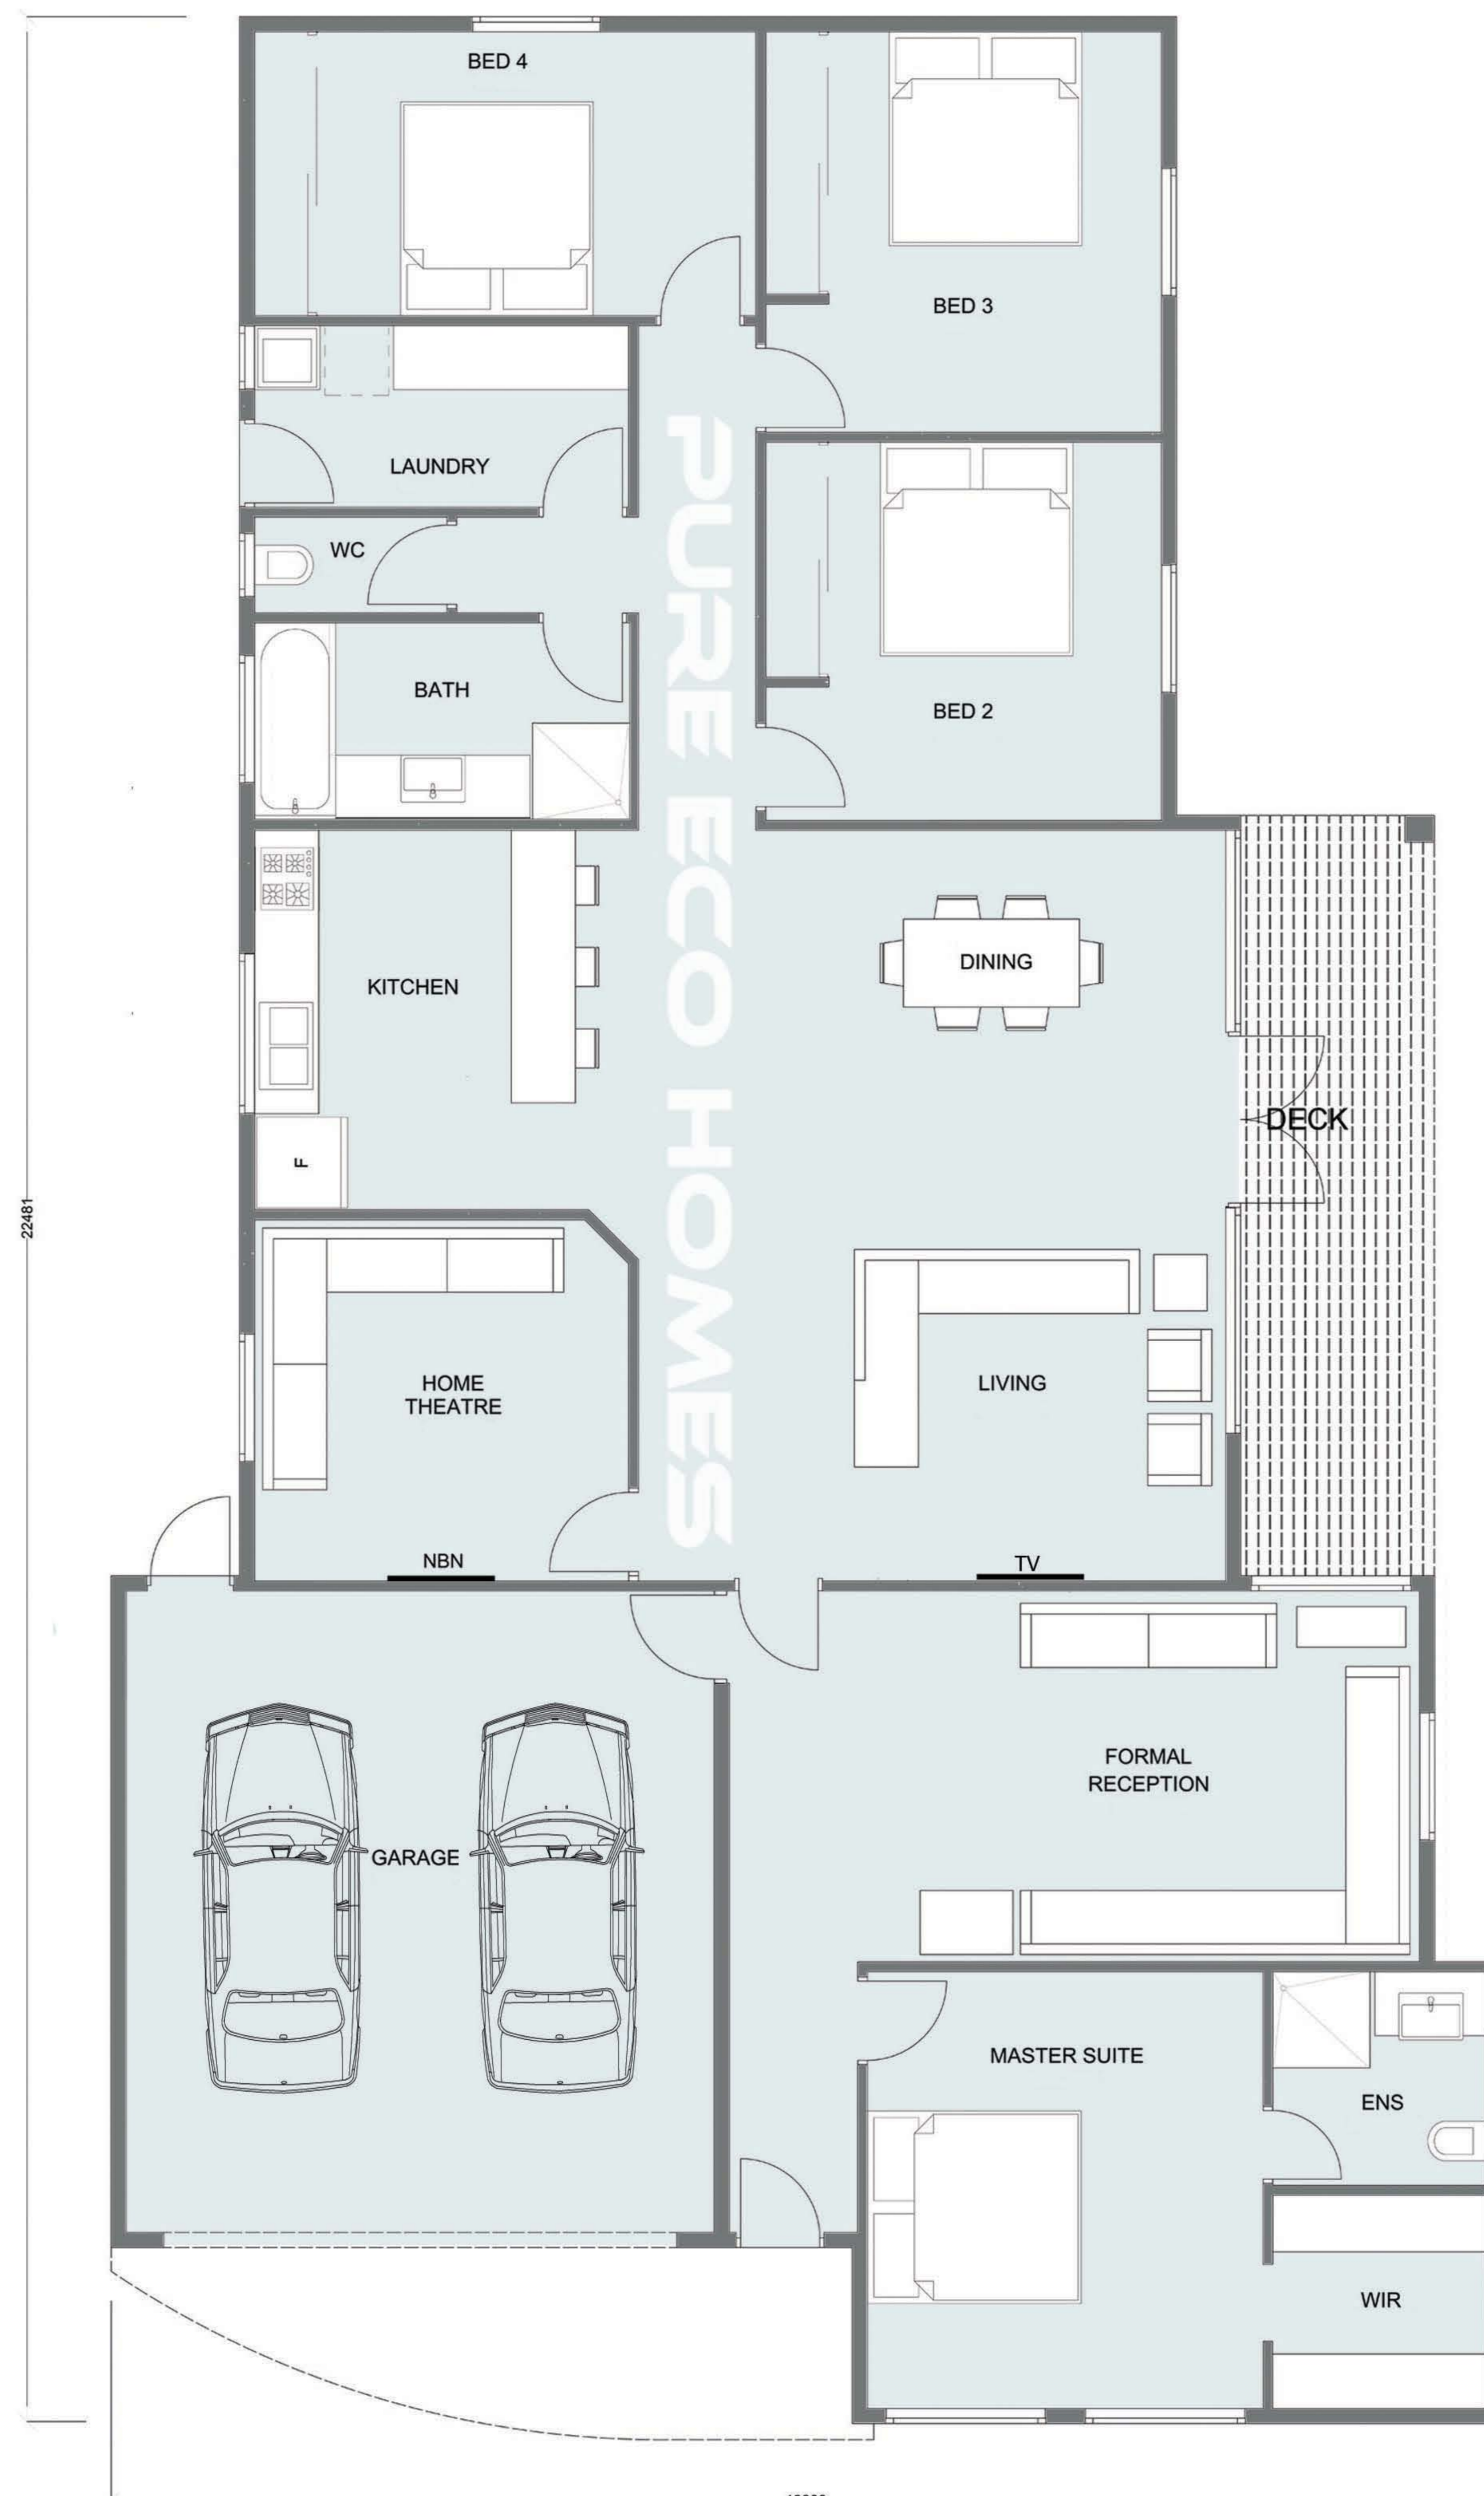 BED 4
BED 3
LAUNDRY
WC
BATH
BED 2
PURE ECO HOMES
KITCHEN
DINING
DECK
F
22481
HOME
THEATRE
LIVING
NBN
TV
FORMAL
RECEPTION
GARAGE
MASTER SUITE
ENS
WIR